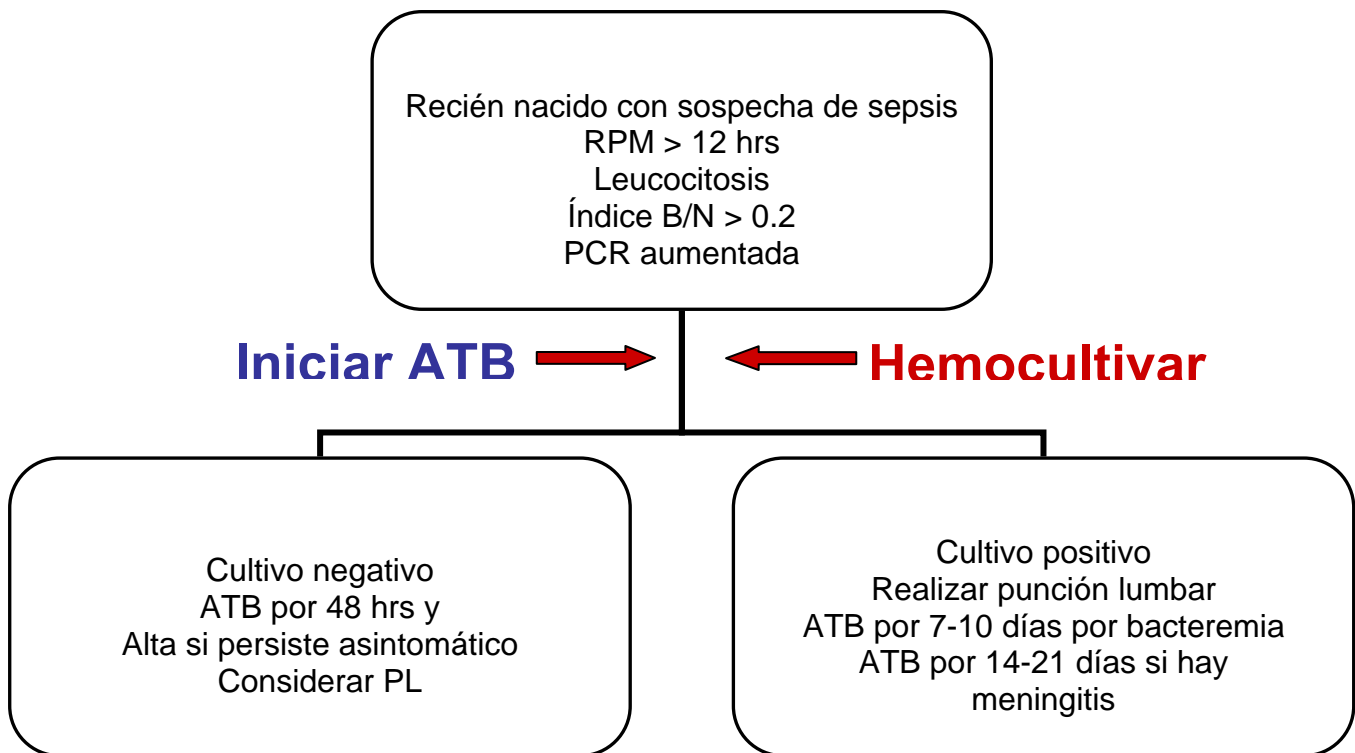 Recién nacido con sospecha de sepsis
RPM > 12 hrs
Leucocitosis
Índice B/N > 0.2
PCR aumentada
Iniciar ATB
Hemocultivar
Cultivo negativo
ATB por 48 hrs y
Alta si persiste asintomático
Considerar PL
Cultivo positivo
Realizar punción lumbar
ATB por 7-10 días por bacteremia
ATB por 14-21 días si hay
meningitis